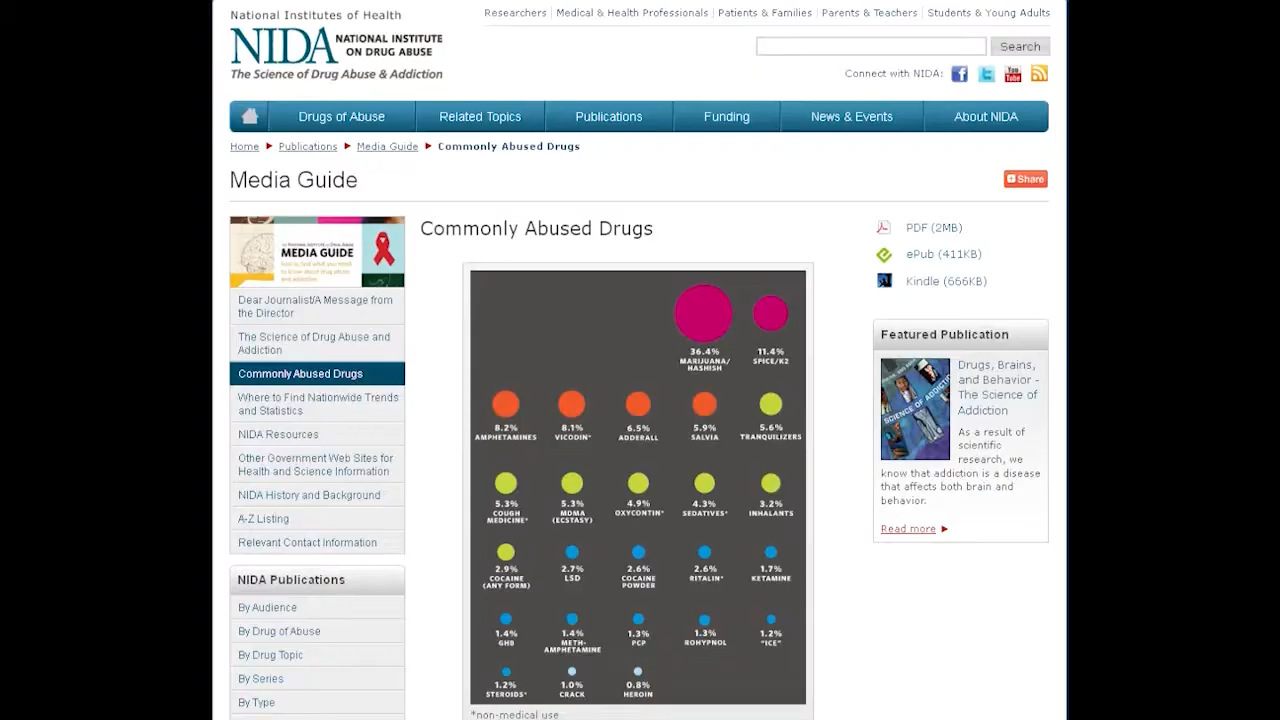 National Institutes of Health
NIDA NATIONAL INSTITUTE
ON DRUG ABUSE
The Science of Drug Abuse & Addiction
Researchers Medical & Health Professionals Patients & Families Parents & Teachers Students & Young Adults
Search
Connect with NIDA:
You
Tube
Drugs of Abuse Related Topics Publications Funding News & Events About NIDA
Home Publications Media Guide Commonly Abused Drugs
Media Guide
Share
MEDIA GUIDE
Dear Journalist/A Message from
the Director
The Science of Drug Abuse and
Addiction
Commonly Abused Drugs
Where to Find Nationwide Trends
and Statistics
NIDA Resources
Other Government Web Sites for
Health and Science Information
NIDA History and Background
A-Z Listing
Relevant Contact Information
NIDA Publications
By Audience
By Drug of Abuse
By Drug Topic
By Series
By Type
Commonly Abused Drugs
36.4%
MARIJUANA/
HASHISH
11.4%
SPICE/K2
8.2%
AMPHETAMINES
8.1%
VICODIN*
6.5%
ADDERALL
5.9%
SALVIA
5.6%
TRANQUILIZERS
5.3%
COUGH
MEDICINE*
5.3%
MDMA
(ECSTASY)
4.9%
OXYCONTIN*
4.3%
SEDATIVES*
3.2%
INHALANTS
2.9%
COCAINE
(ANY FORM)
2.7%
LSD
2.6%
COCAINE
POWDER
2.6%
RITALIN*
1.7%
KETAMINE
1.4%
GHB
1.4%
METH-
AMPHETAMINE
1.3%
PCP
1.3%
ROHYPNOL
1.2%
"ICE"
1.2%
STEROIDS*
1.0%
CRACK
0.8%
HEROIN
*non-medical use
PDF (2MB)
ePub (411KB)
Kindle (666KB)
Featured Publication
SCIENCE OF ADDICTION
Drugs, Brains,
and Behavior -
The Science of
Addiction
As a result of
scientific
research, we
know that addiction is a disease
that affects both brain and
behavior.
Read more